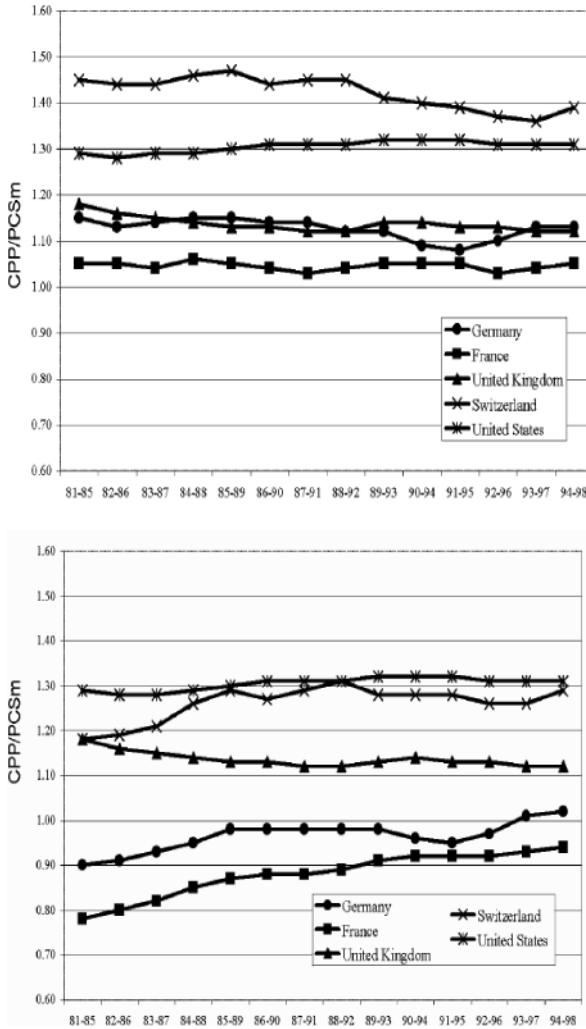 1.60
1.50
1.40
1.30
1.20
1.10
1.00
0.90
0.80
0.70
0.60
CPP/PCSm
Germany
France
United Kingdom
Switzerland
United States
81-85 82-86 83-87 84-88 85-89 86-90 87-91 88-92 89-93 90-94 91-95 92-96 93-97 94-98
1.60
1.50
1.40
1.30
1.20
1.10
1.00
0.90
0.80
0.70
0.60
CPP/PCSm
Germany Switzerland
France United States
United Kingdom
81-85 82-86 83-87 84-88 85-89 86-90 87-91 88-92 89-93 90-94 91-95 92-96 93-97 94-98